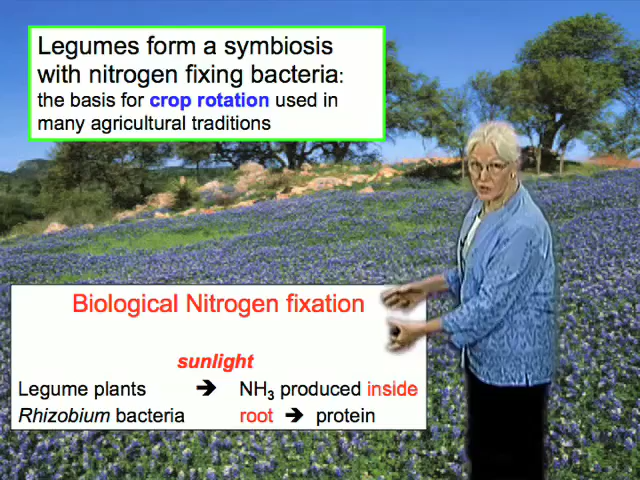 Legumes form a symbiosis
with nitrogen fixing bacteria:
the basis for crop rotation used in
many agricultural traditions
Biological Nitrogen fixation
sunlight
Legume plants ➔ NH₃ produced inside
Rhizobium bacteria root ➔ protein